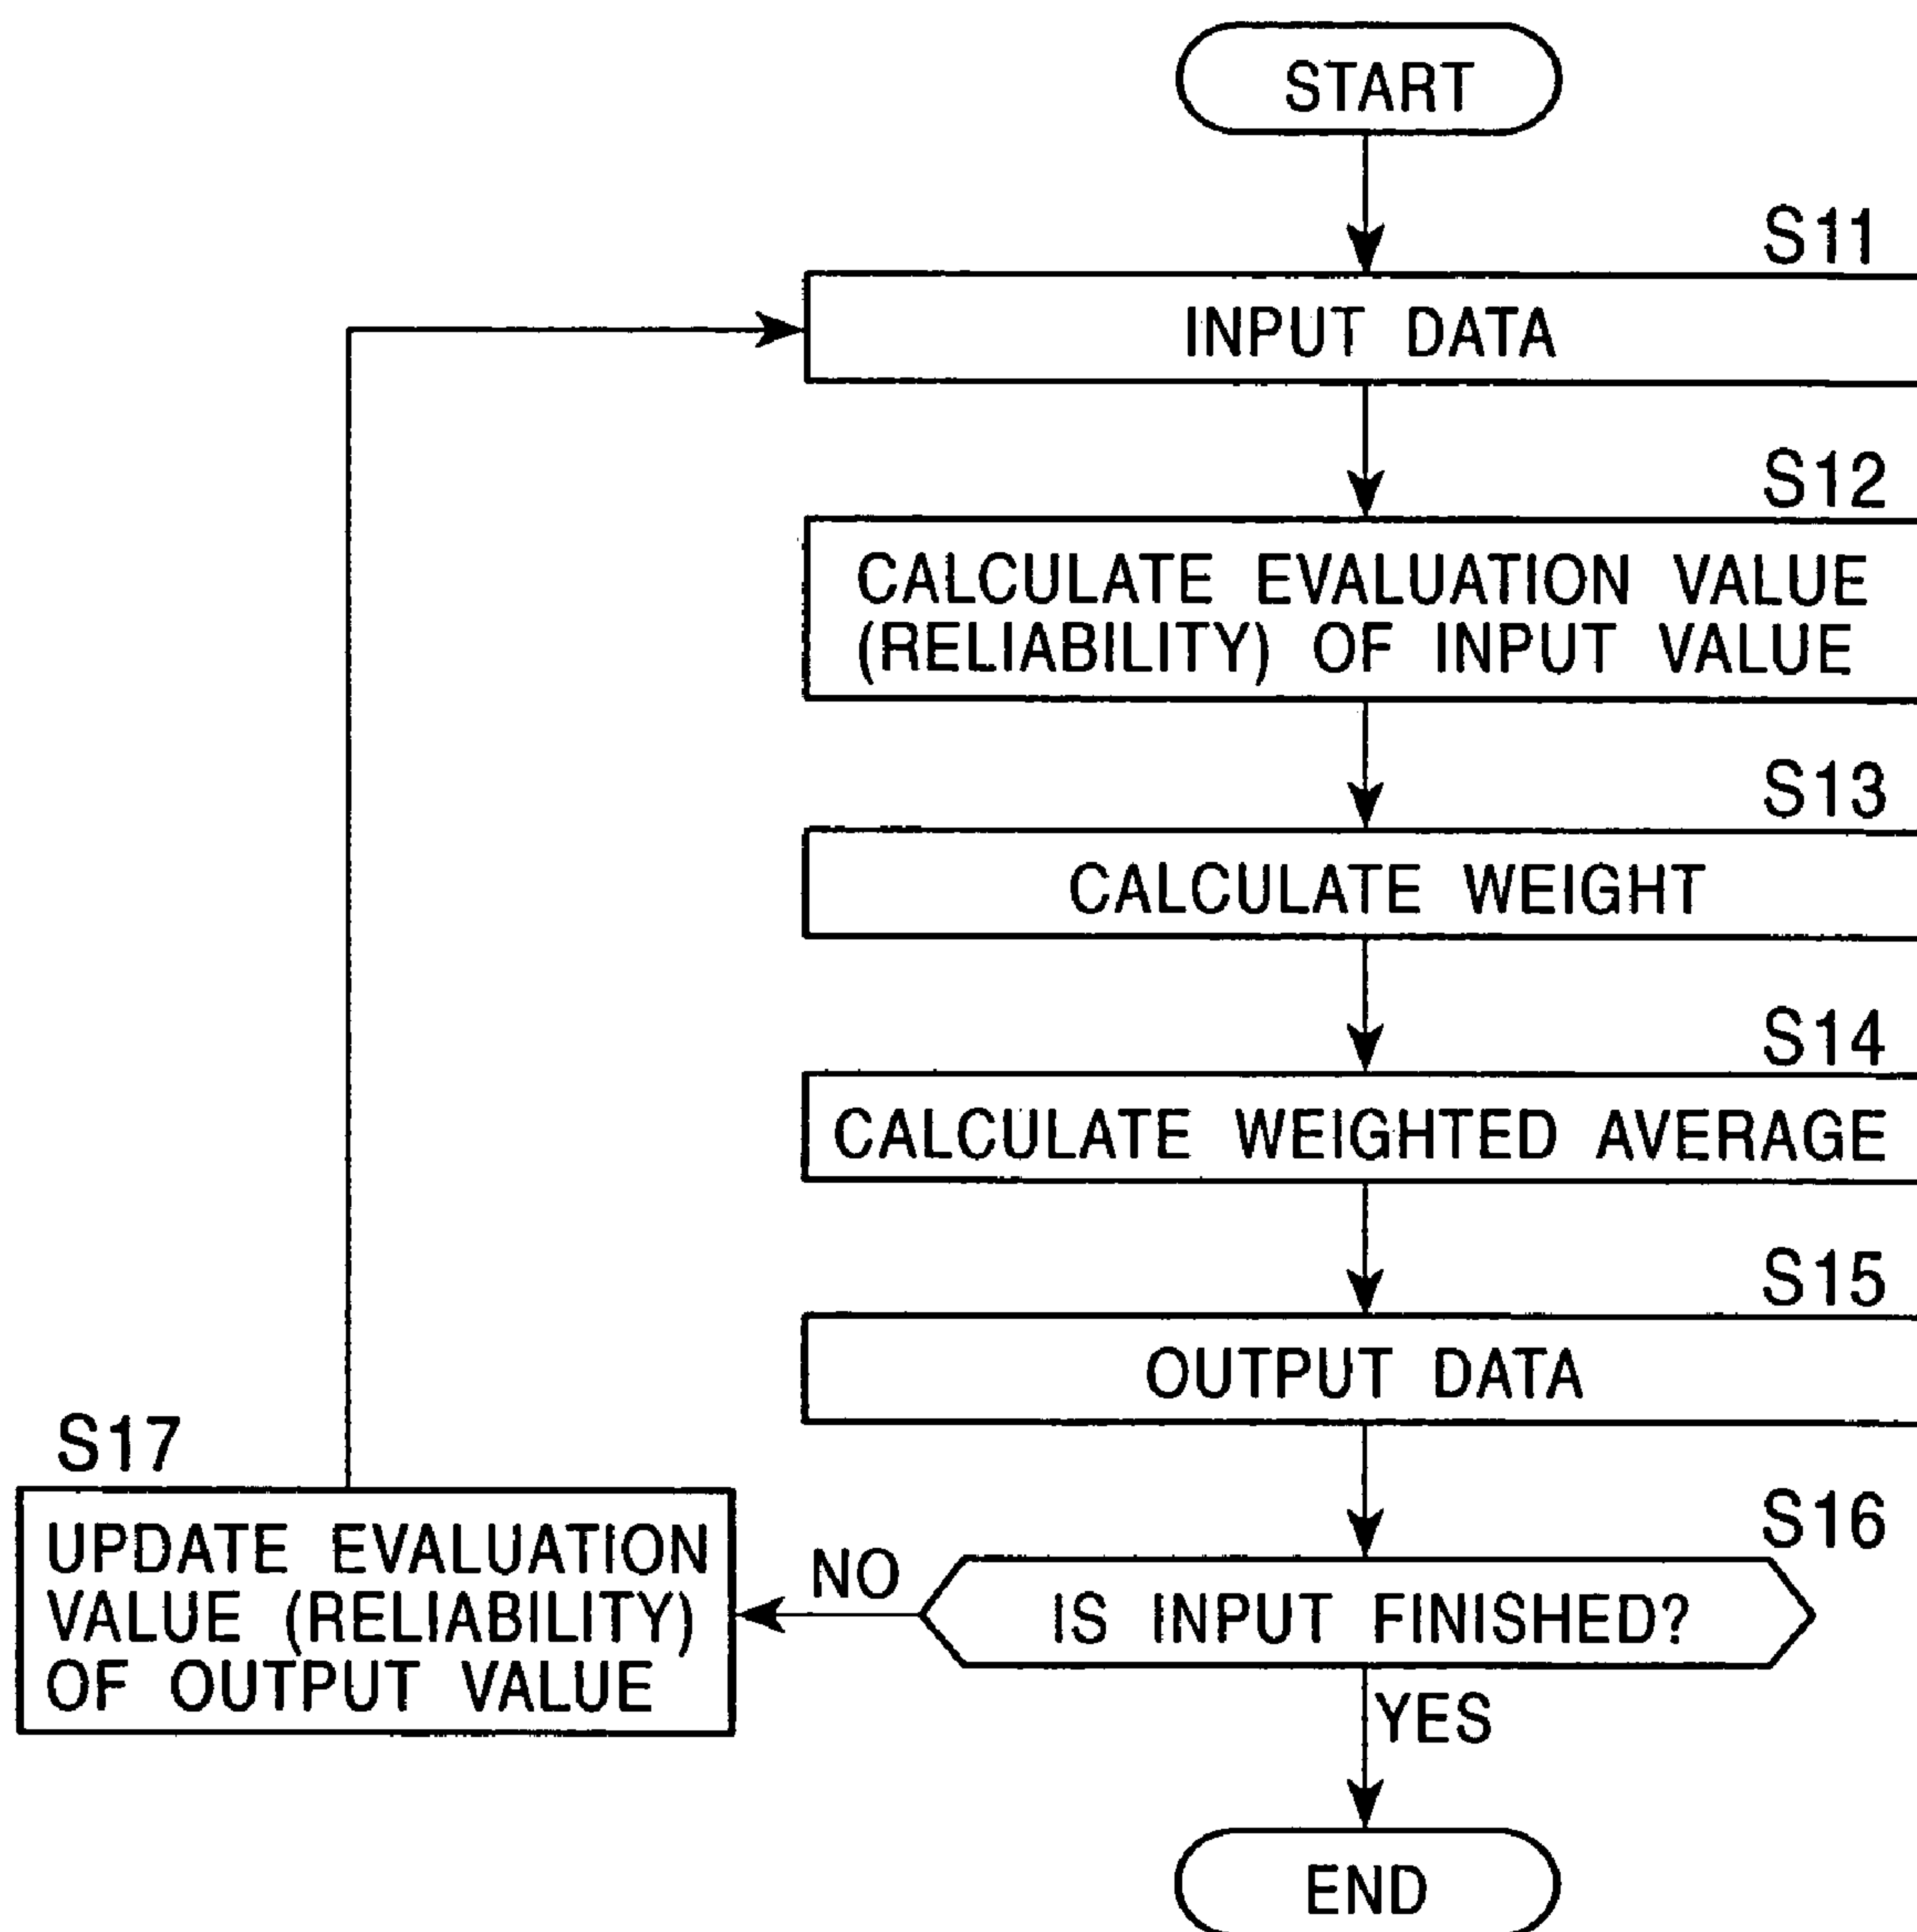 START
S11
INPUT DATA
S12
CALCULATE EVALUATION VALUE
(RELIABILITY) OF INPUT VALUE
S13
CALCULATE WEIGHT
S14
CALCULATE WEIGHTED AVERAGE
S15
OUTPUT DATA
S16
IS INPUT FINISHED?
NO
S17
UPDATE EVALUATION
VALUE (RELIABILITY)
OF OUTPUT VALUE
YES
END